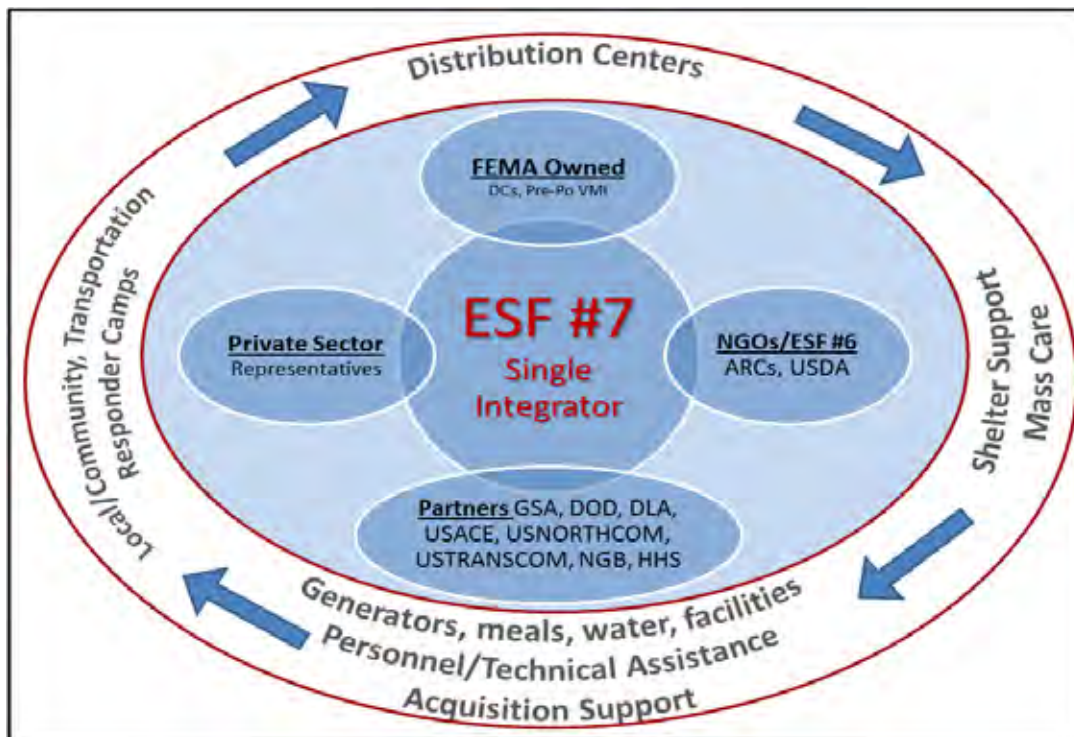 Distribution Centers
FEMA Owned
DCs, Pre-Po VMI
ESF #7
Single
Integrator
Private Sector
Representatives
NGOs/ESF #6
ARCs, USDA
Partners GSA, DOD, DLA,
USACE, USNORTHCOM,
USTRANSCOM, NGB, HHS
Shelter Support
Mass Care
Generators, meals, water, facilities
Personnel/Technical Assistance
Acquisition Support
Local/Community, Transportation
Responder Camps